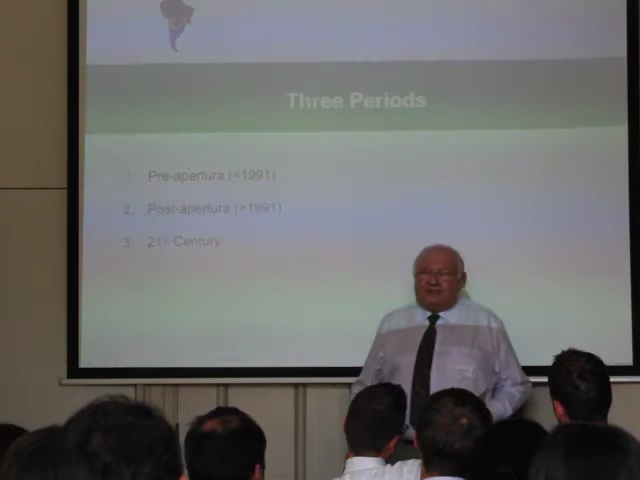 Three Periods
1. Pre-apertura (<1991)
2. Post-apertura (>1991)
3. 21st Century